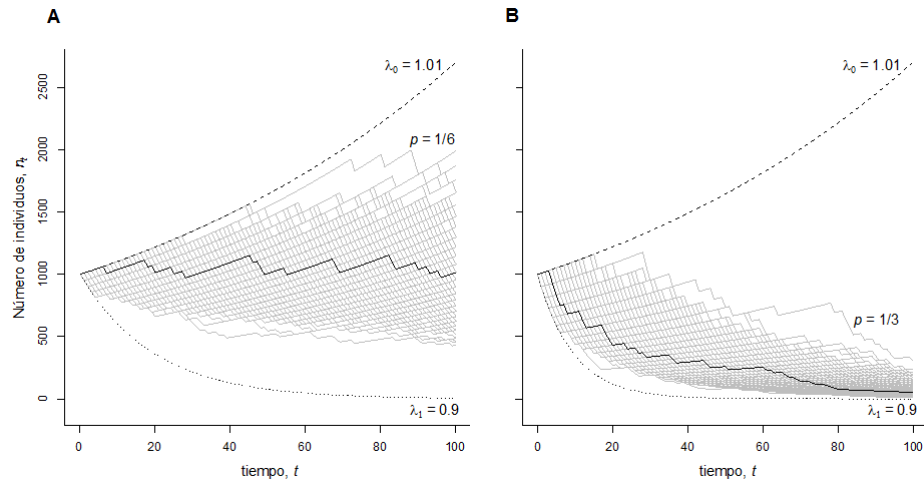 A
B
Número de individuos, nₜ
2500
2000
1500
1000
500
0
λ₀ = 1.01
p = 1/6
λ₁ = 0.9
0 20 40 60 80 100
tiempo, t
λ₀ = 1.01
p = 1/3
λ₁ = 0.9
0 20 40 60 80 100
tiempo, t